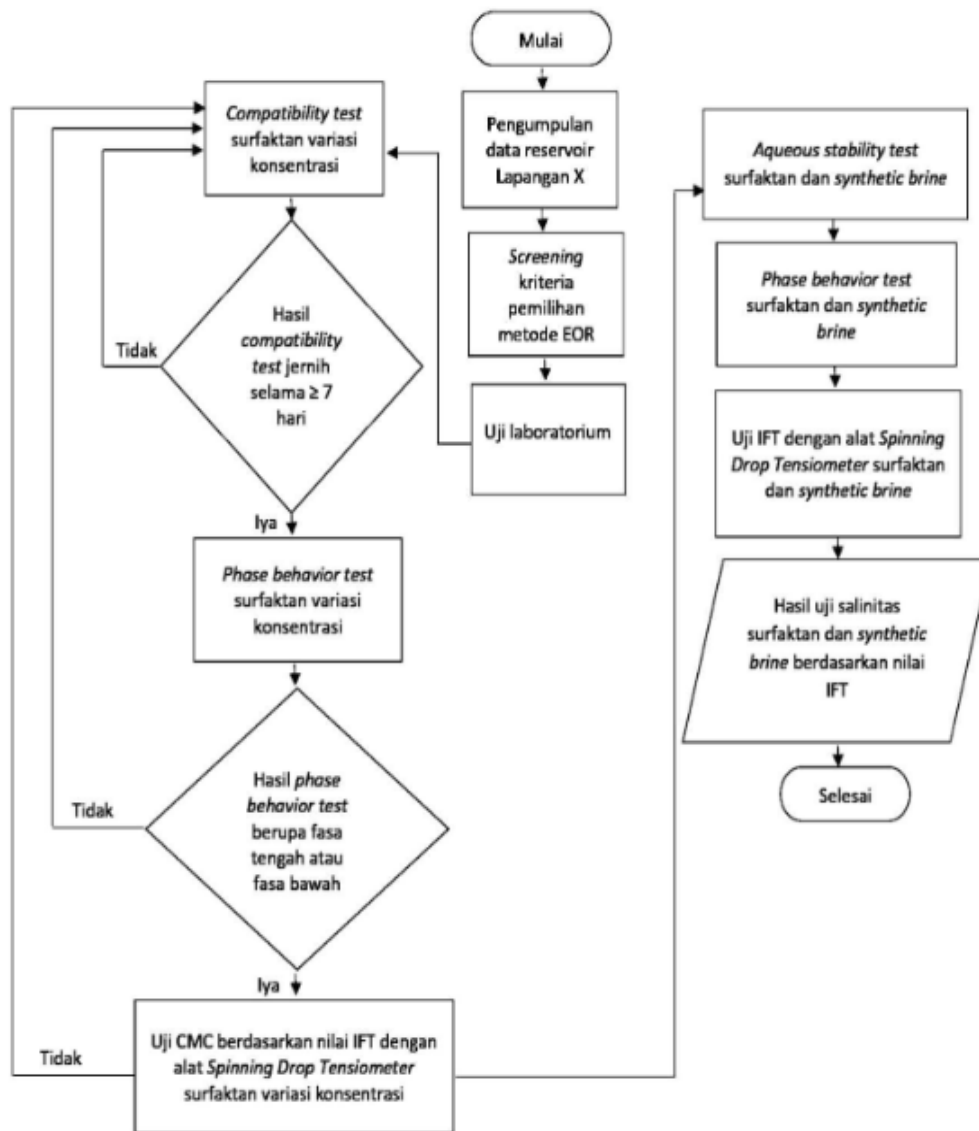 Mulai
Pengumpulan
data reservoir
Lapangan X
Screening
kriteria
pemilihan
metode EOR
Uji laboratorium
Compatibility test
surfaktan variasi
konsentrasi
Hasil
compatibility
test jernih
selama ≥ 7
hari
Tidak
Iya
Phase behavior test
surfaktan variasi
konsentrasi
Hasil phase
behavior test
berupa fasa
tengah atau
fasa bawah
Tidak
Iya
Uji CMC berdasarkan nilai IFT dengan
alat Spinning Drop Tensiometer
surfaktan variasi konsentrasi
Tidak
Aqueous stability test
surfaktan dan synthetic brine
Phase behavior test
surfaktan dan synthetic
brine
Uji IFT dengan alat Spinning
Drop Tensiometer surfaktan
dan synthetic brine
Hasil uji salinitas
surfaktan dan synthetic
brine berdasarkan nilai
IFT
Selesai